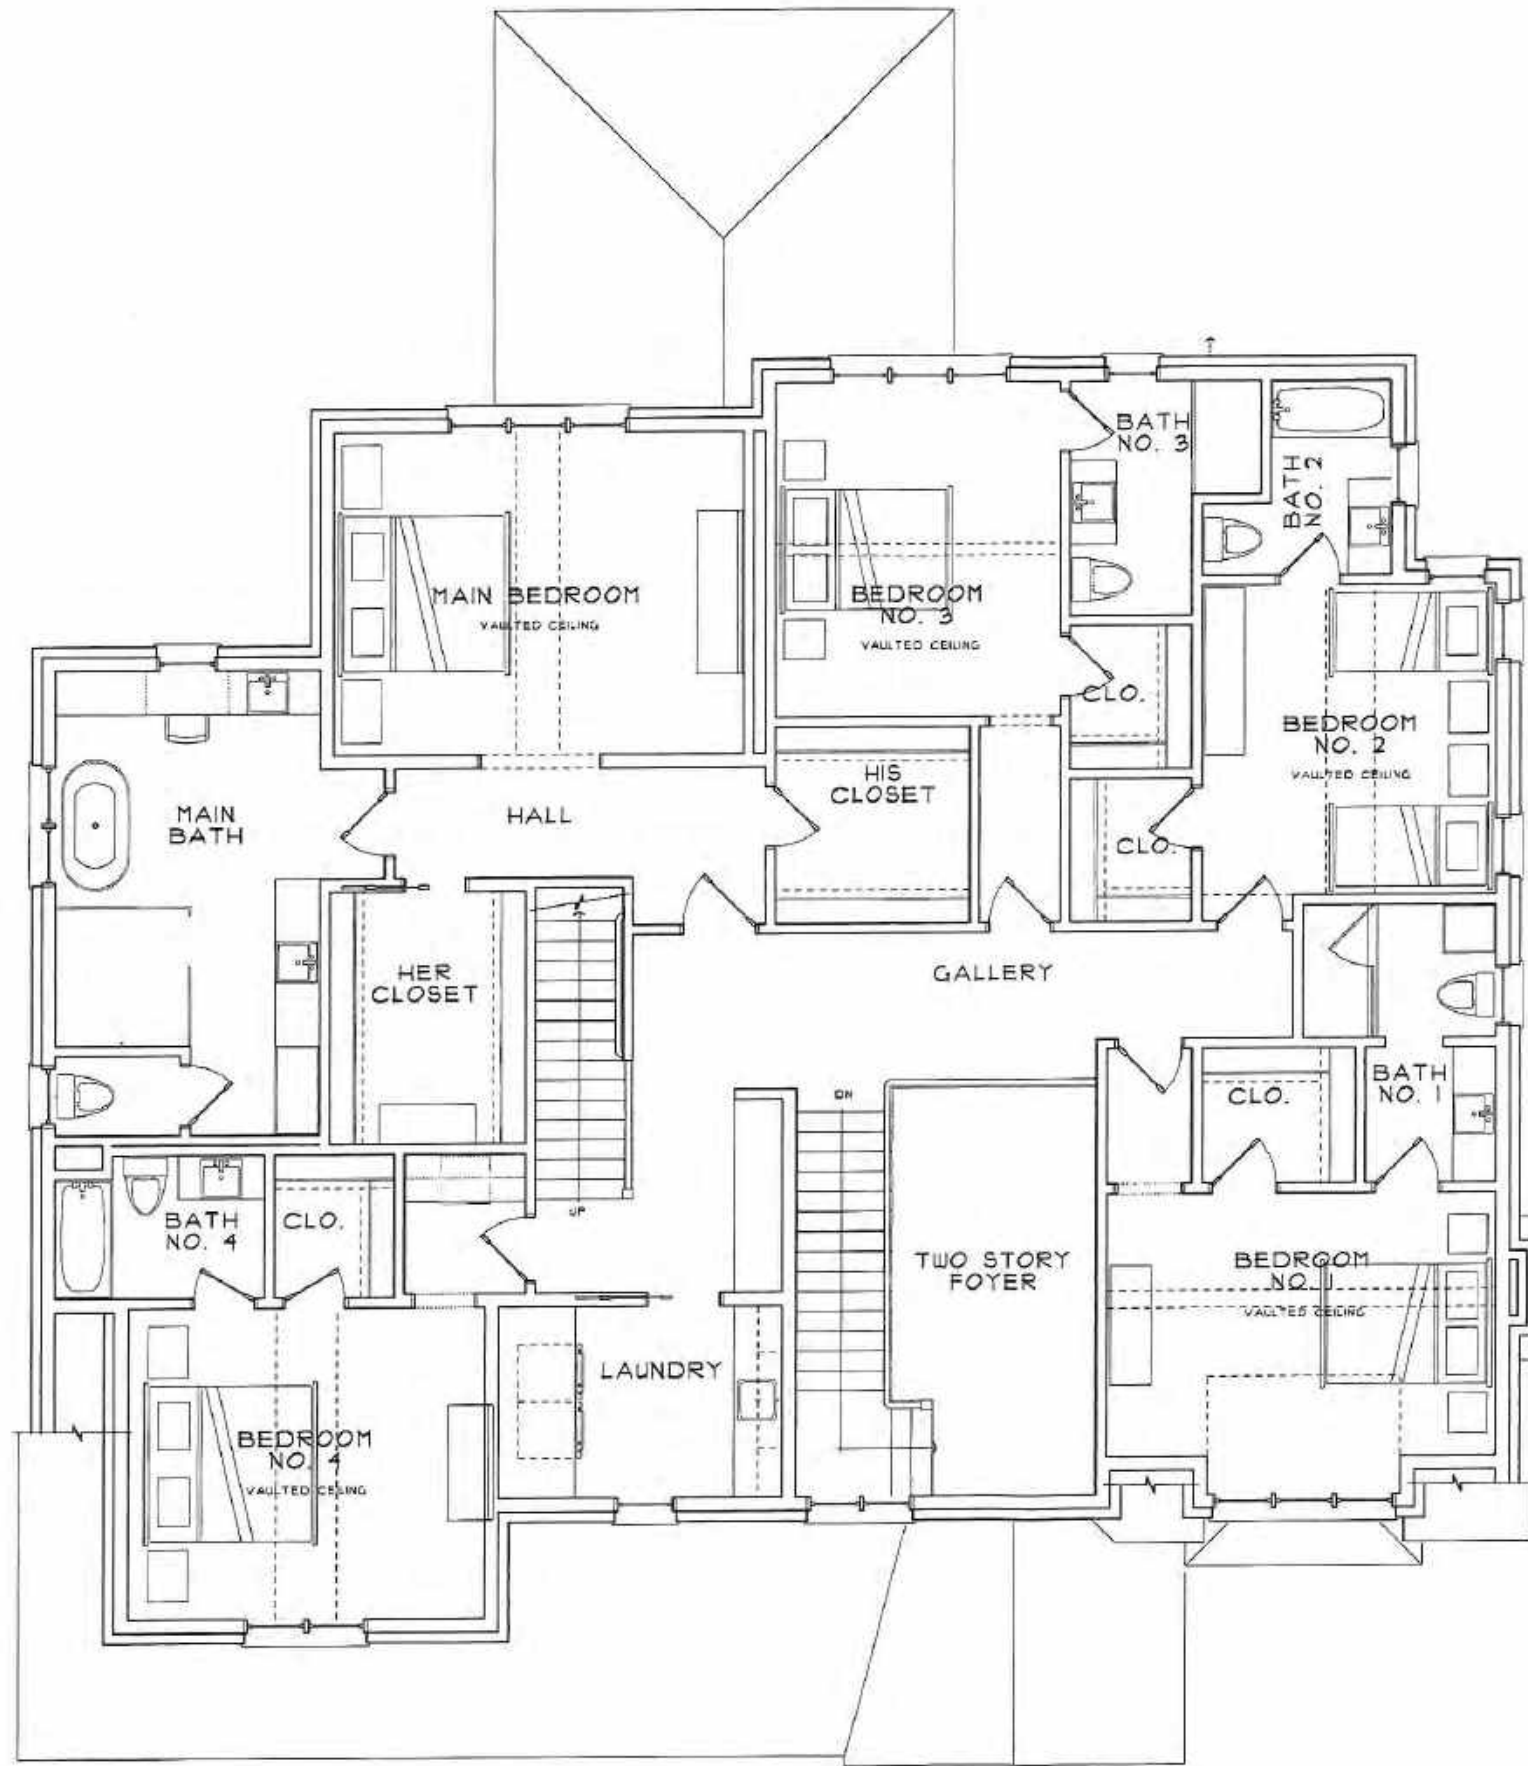 BATH
NO. 3
BATH
NO. 2
MAIN BEDROOM
VAULTED CEILING
BEDROOM
NO. 3
VAULTED CEILING
CLO.
BEDROOM
NO. 2
VAULTED CEILING
HIS
CLOSET
MAIN
BATH
HALL
CLO.
HER
CLOSET
GALLERY
DN
CLO.
BATH
NO. 1
UP
BATH
NO. 4
CLO.
TWO STORY
FOYER
BEDROOM
NO. 1
VAULTED CEILING
LAUNDRY
BEDROOM
NO. 4
VAULTED CEILING